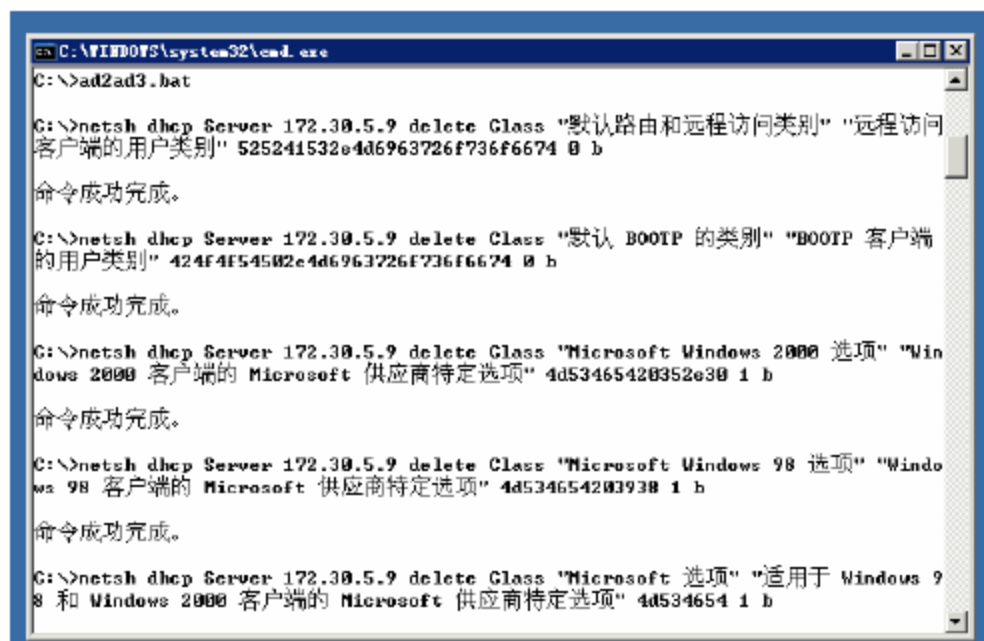 C:\WINDOWS\system32\cmd.exe
C:\>ad2ad3.bat
C:\>netsh dhcp Server 172.30.5.9 delete Class "默认路由和远程访问类别" "远程访问
客户端的用户类别" 525241532e4d6963726f736f6674 0 b
命令成功完成。
C:\>netsh dhcp Server 172.30.5.9 delete Class "默认 BOOTP 的类别" "BOOTP 客户端
的用户类别" 424f4f54502e4d6963726f736f6674 0 b
命令成功完成。
C:\>netsh dhcp Server 172.30.5.9 delete Class "Microsoft Windows 2000 选项" "Win
dows 2000 客户端的 Microsoft 供应商特定选项" 4d53465420352e30 1 b
命令成功完成。
C:\>netsh dhcp Server 172.30.5.9 delete Class "Microsoft Windows 98 选项" "Windo
ws 98 客户端的 Microsoft 供应商特定选项" 4d534654203938 1 b
命令成功完成。
C:\>netsh dhcp Server 172.30.5.9 delete Class "Microsoft 选项" "适用于 Windows 9
8 和 Windows 2000 客户端的 Microsoft 供应商特定选项" 4d534654 1 b